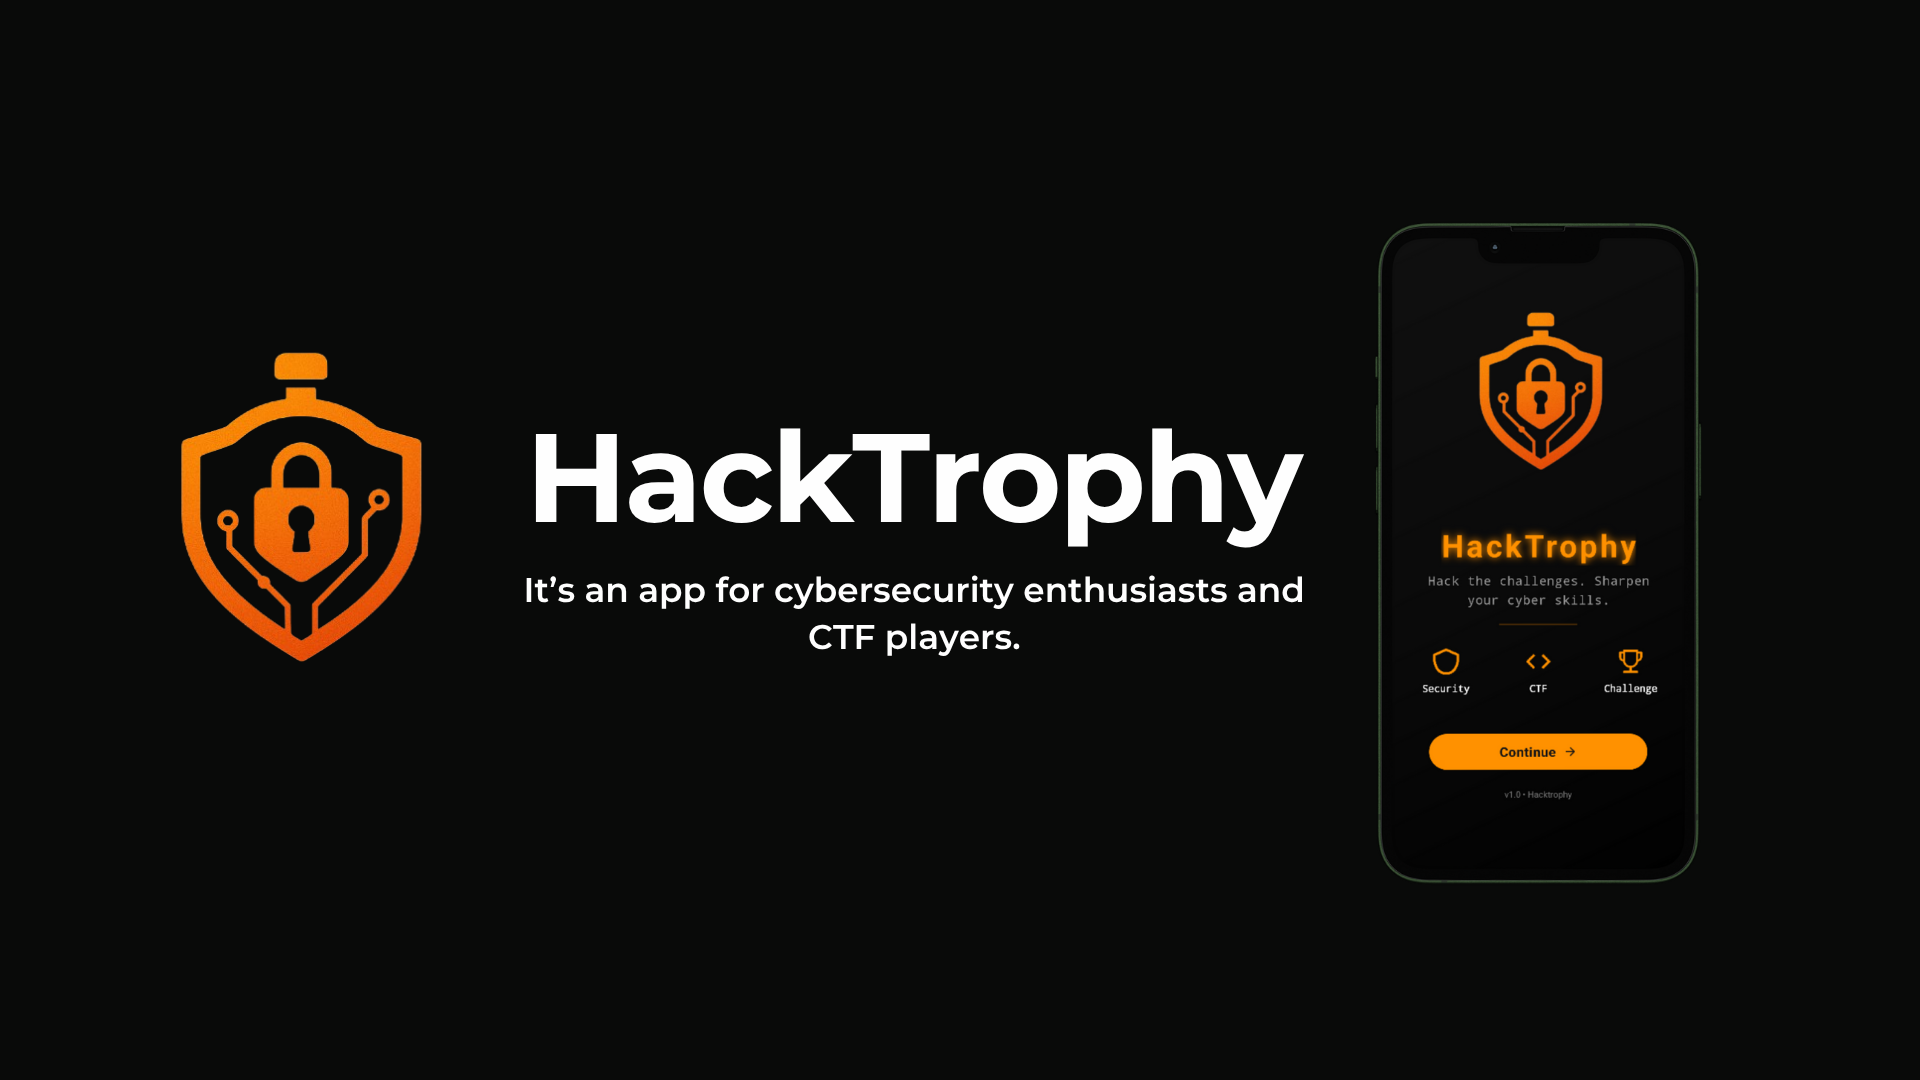 HackTrophy
It’s an app for cybersecurity enthusiasts and
CTF players.
HackTrophy
Hack the challenges. Sharpen
your cyber skills.
Security
CTF
Challenge
Continue →
v1.0 • Hacktrophy